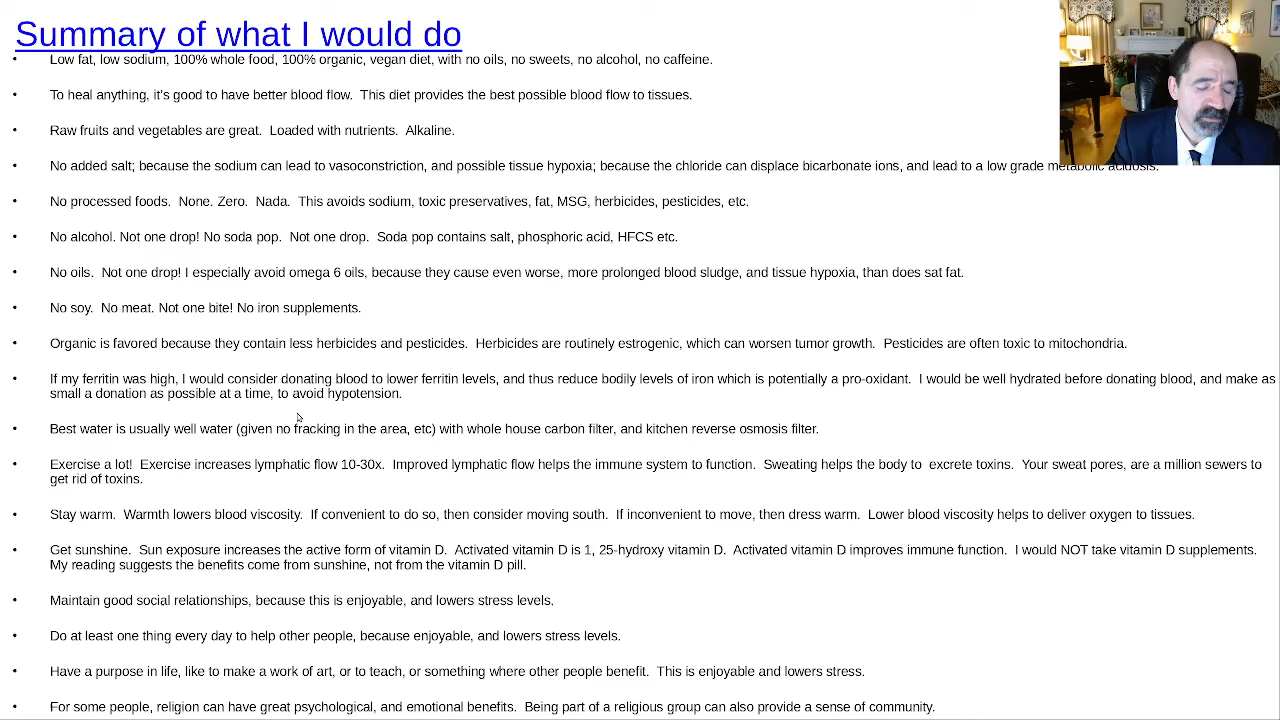 Summary of what I would do
• Low fat, low sodium, 100% whole food, 100% organic, vegan diet, with no oils, no sweets, no alcohol, no caffeine.
• To heal anything, it's good to have better blood flow.  This diet provides the best possible blood flow to tissues.
• Raw fruits and vegetables are great.  Loaded with nutrients.  Alkaline.
• No added salt; because the sodium can lead to vasoconstriction, and possible tissue hypoxia; because the chloride can displace bicarbonate ions, and lead to a low grade metabolic acidosis.
• No processed foods.  None. Zero.  Nada.  This avoids sodium, toxic preservatives, fat, MSG, herbicides, pesticides, etc.
• No alcohol. Not one drop! No soda pop.  Not one drop.  Soda pop contains salt, phosphoric acid, HFCS etc.
• No oils.  Not one drop! I especially avoid omega 6 oils, because they cause even worse, more prolonged blood sludge, and tissue hypoxia, than does sat fat.
• No soy.  No meat. Not one bite! No iron supplements.
• Organic is favored because they contain less herbicides and pesticides.  Herbicides are routinely estrogenic, which can worsen tumor growth.  Pesticides are often toxic to mitochondria.
• If my ferritin was high, I would consider donating blood to lower ferritin levels, and thus reduce bodily levels of iron which is potentially a pro-oxidant.  I would be well hydrated before donating blood, and make as
small a donation as possible at a time, to avoid hypotension.
• Best water is usually well water (given no fracking in the area, etc) with whole house carbon filter, and kitchen reverse osmosis filter.
• Exercise a lot!  Exercise increases lymphatic flow 10-30x.  Improved lymphatic flow helps the immune system to function.  Sweating helps the body to  excrete toxins.  Your sweat pores, are a million sewers to
get rid of toxins.
• Stay warm.  Warmth lowers blood viscosity.  If convenient to do so, then consider moving south.  If inconvenient to move, then dress warm.  Lower blood viscosity helps to deliver oxygen to tissues.
• Get sunshine.  Sun exposure increases the active form of vitamin D.  Activated vitamin D is 1, 25-hydroxy vitamin D.  Activated vitamin D improves immune function.  I would NOT take vitamin D supplements.
My reading suggests the benefits come from sunshine, not from the vitamin D pill.
• Maintain good social relationships, because this is enjoyable, and lowers stress levels.
• Do at least one thing every day to help other people, because enjoyable, and lowers stress levels.
• Have a purpose in life, like to make a work of art, or to teach, or something where other people benefit.  This is enjoyable and lowers stress.
• For some people, religion can have great psychological, and emotional benefits.  Being part of a religious group can also provide a sense of community.